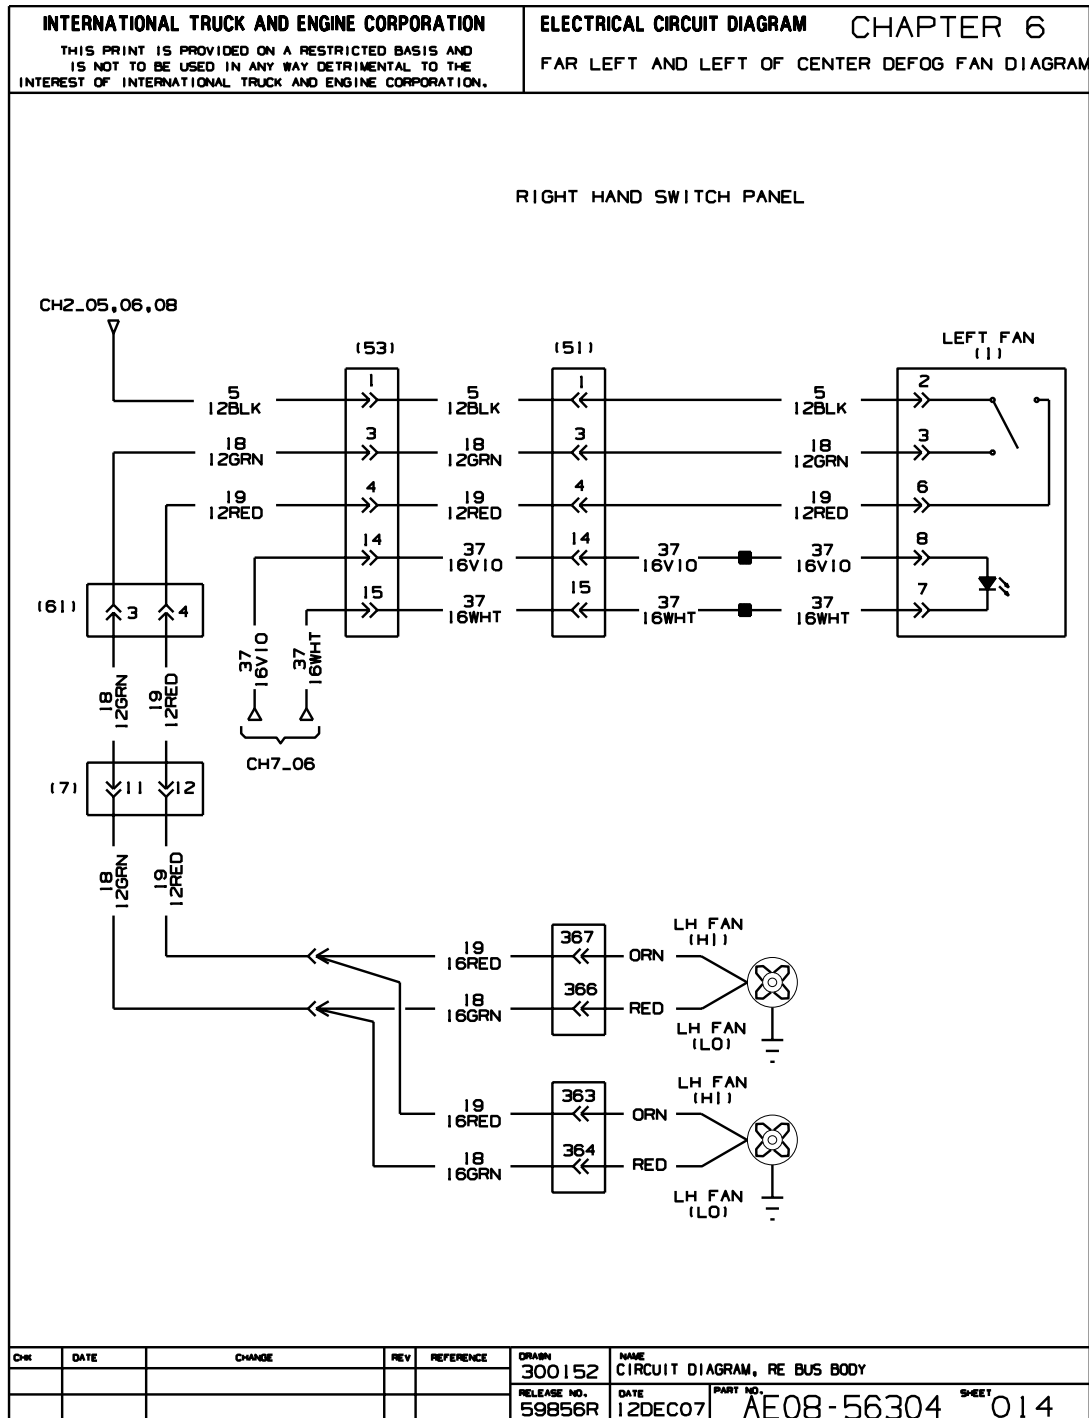 INTERNATIONAL TRUCK AND ENGINE CORPORATION
THIS PRINT IS PROVIDED ON A RESTRICTED BASIS AND
IS NOT TO BE USED IN ANY WAY DETRIMENTAL TO THE
INTEREST OF INTERNATIONAL TRUCK AND ENGINE CORPORATION.
ELECTRICAL CIRCUIT DIAGRAM CHAPTER 6
FAR LEFT AND LEFT OF CENTER DEFOG FAN DIAGRAM
RIGHT HAND SWITCH PANEL
CH2_05,06,08
(53)
(51)
LEFT FAN
(1)
1
1
2
5
12BLK
5
12BLK
5
12BLK
3
3
3
18
12GRN
18
12GRN
18
12GRN
4
4
6
19
12RED
19
12RED
19
12RED
14
14
8
37
16VIO
37
16VIO
37
16VIO
15
15
7
37
16WHT
37
16WHT
37
16WHT
(61)
3
4
37
16VIO
37
16WHT
18
12GRN
19
12RED
CH7_06
(7)
11
12
18
12GRN
19
12RED
19
16RED
367
ORN
LH FAN
(HI)
18
16GRN
366
RED
LH FAN
(LO)
19
16RED
363
ORN
LH FAN
(HI)
18
16GRN
364
RED
LH FAN
(LO)
CHK DATE CHANGE REV REFERENCE
DRAWN
300152
NAME
CIRCUIT DIAGRAM, RE BUS BODY
RELEASE NO.
59856R
DATE
12DEC07
PART NO.
AE08-56304
SHEET
014